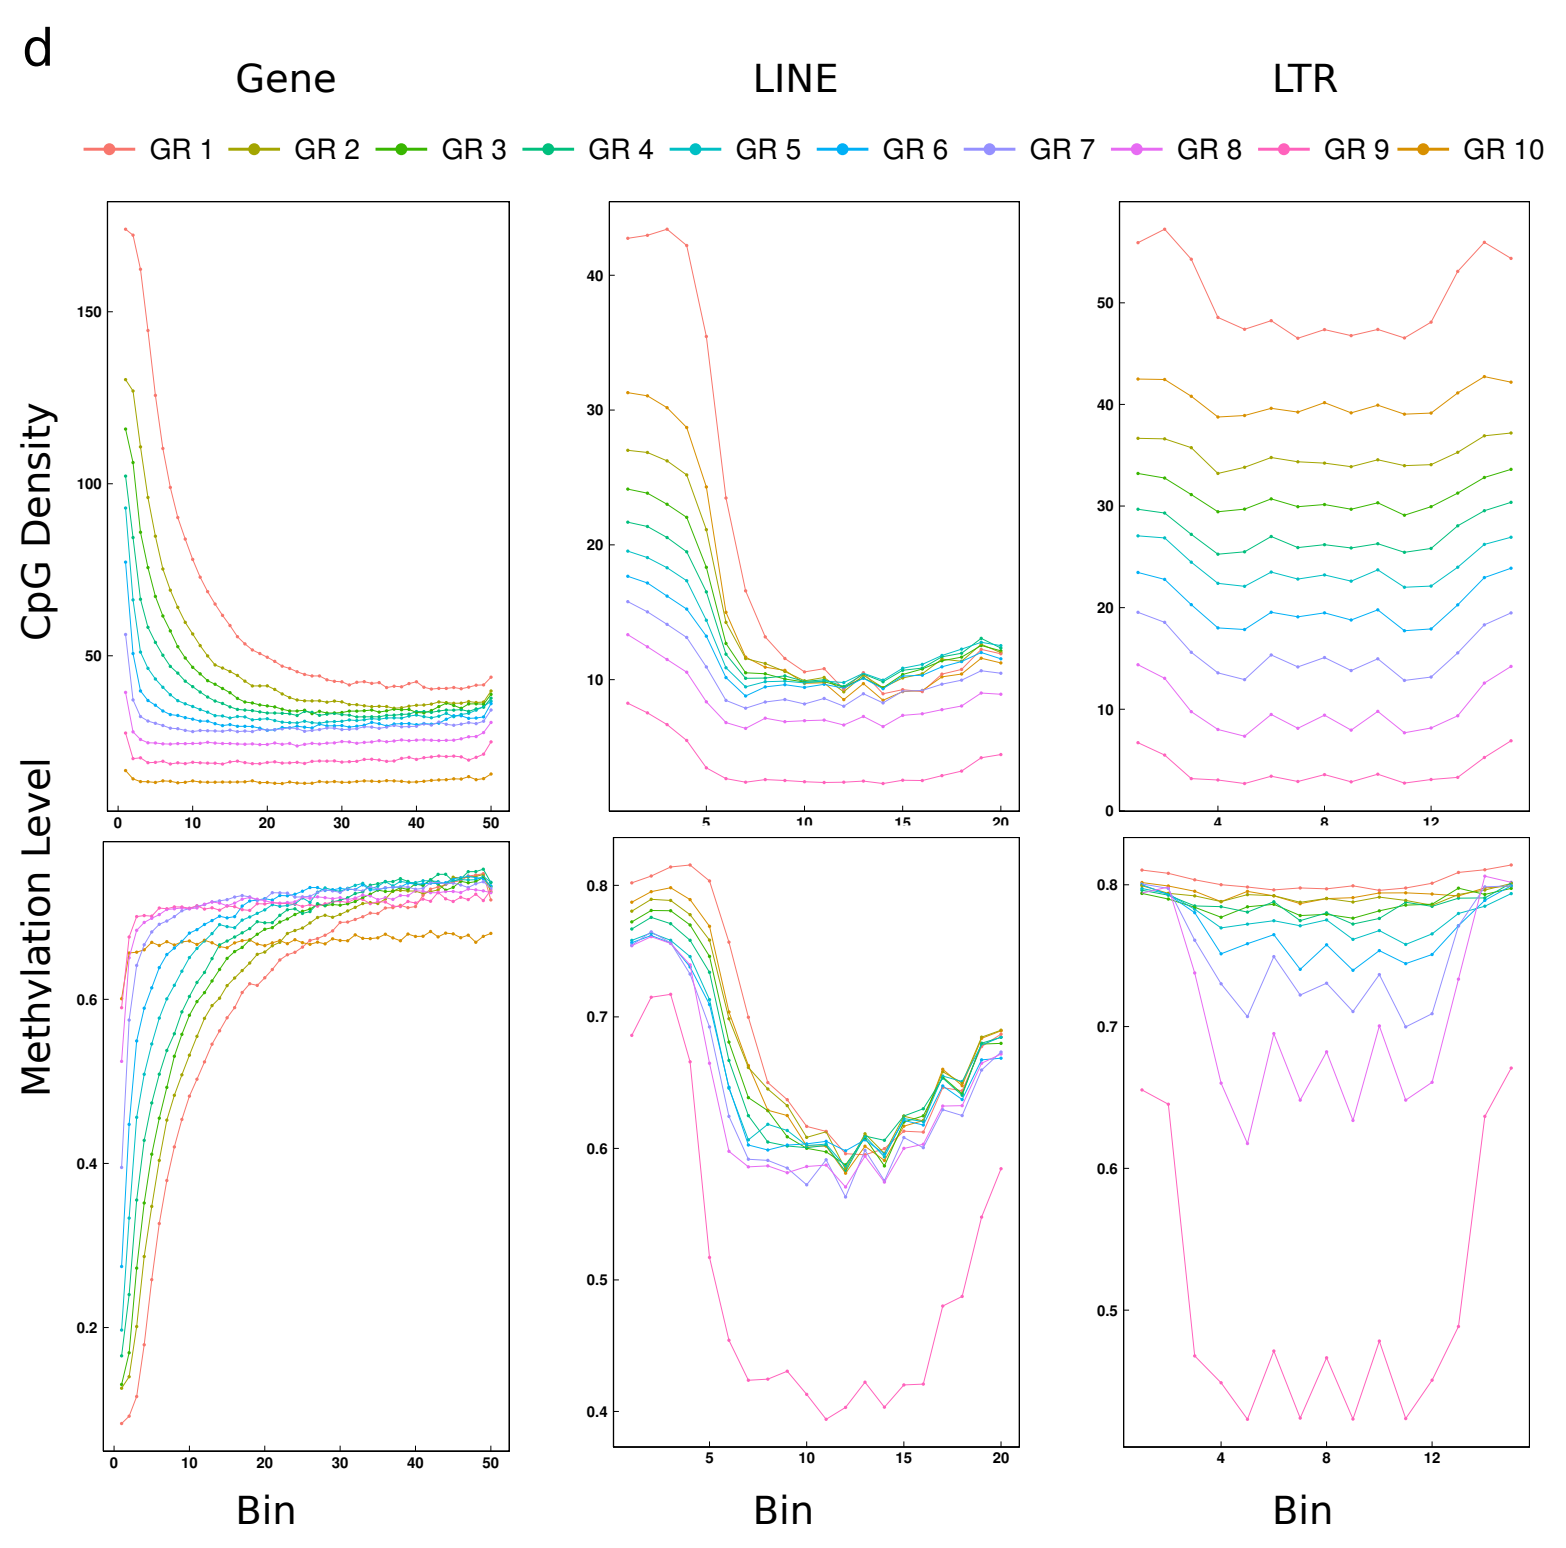 d
Gene LINE LTR
GR 1 GR 2 GR 3 GR 4 GR 5 GR 6 GR 7 GR 8 GR 9 GR 10
CpG Density
150
100
50
0 10 20 30 40 50
40
30
20
10
5 10 15 20
50
40
30
20
10
0
4 8 12
Methylation Level
0.6
0.4
0.2
0 10 20 30 40 50
0.8
0.7
0.6
0.5
0.4
5 10 15 20
0.8
0.7
0.6
0.5
4 8 12
Bin Bin Bin